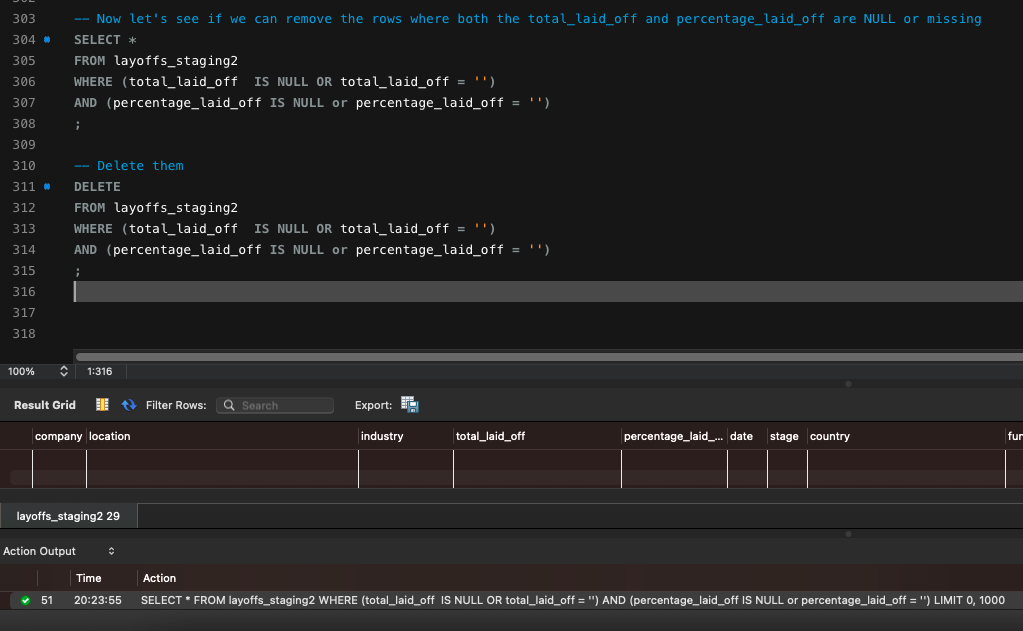 303 -- Now let's see if we can remove the rows where both the total_laid_off and percentage_laid_off are NULL or missing
304 SELECT *
305 FROM layoffs_staging2
306 WHERE (total_laid_off  IS NULL OR total_laid_off = '')
307 AND (percentage_laid_off IS NULL or percentage_laid_off = '')
308 ;
309
310 -- Delete them
311 DELETE
312 FROM layoffs_staging2
313 WHERE (total_laid_off  IS NULL OR total_laid_off = '')
314 AND (percentage_laid_off IS NULL or percentage_laid_off = '')
315 ;
316
317
318
100% 1:316
Result Grid Filter Rows: Search Export:
company location industry total_laid_off percentage_laid_... date stage country fur
layoffs_staging2 29
Action Output
Time Action
51 20:23:55 SELECT * FROM layoffs_staging2 WHERE (total_laid_off  IS NULL OR total_laid_off = '') AND (percentage_laid_off IS NULL or percentage_laid_off = '') LIMIT 0, 1000